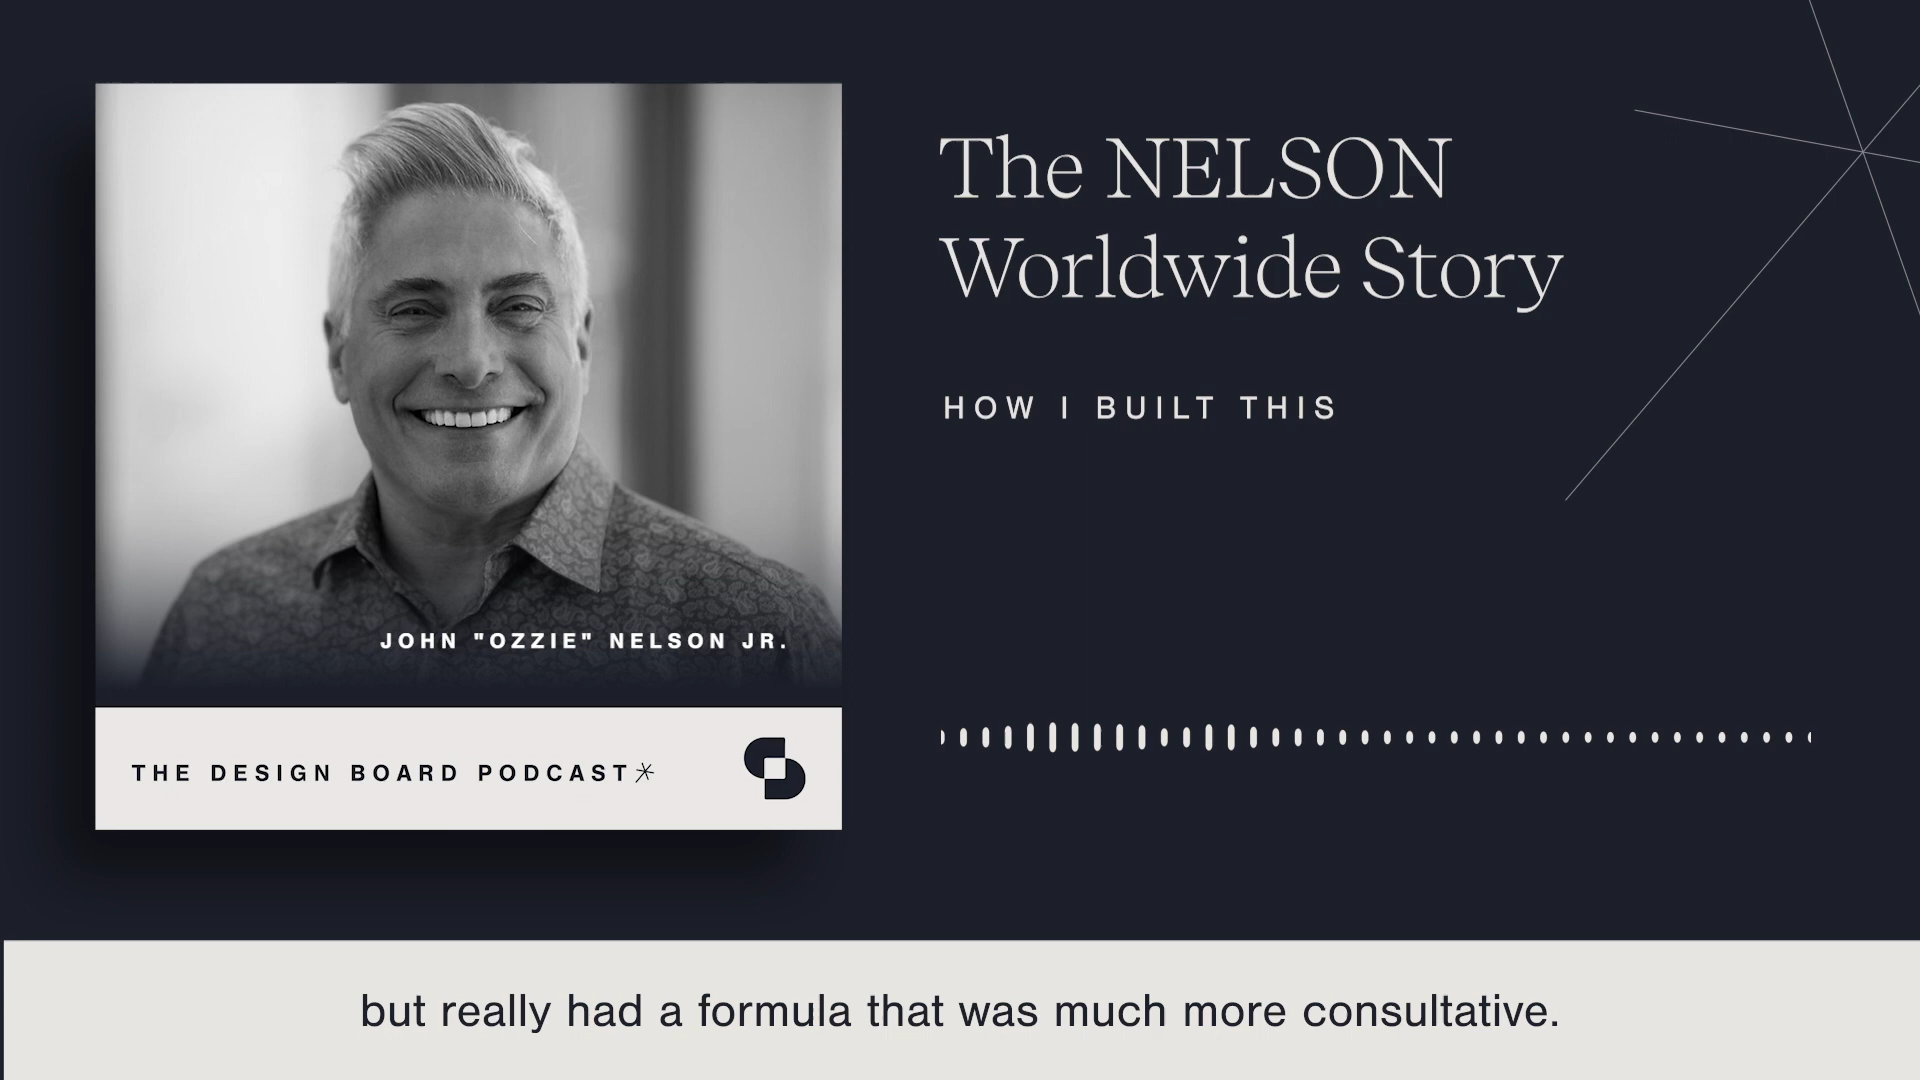 The NELSON
Worldwide Story
HOW I BUILT THIS
JOHN "OZZIE" NELSON JR.
THE DESIGN BOARD PODCAST
but really had a formula that was much more consultative.